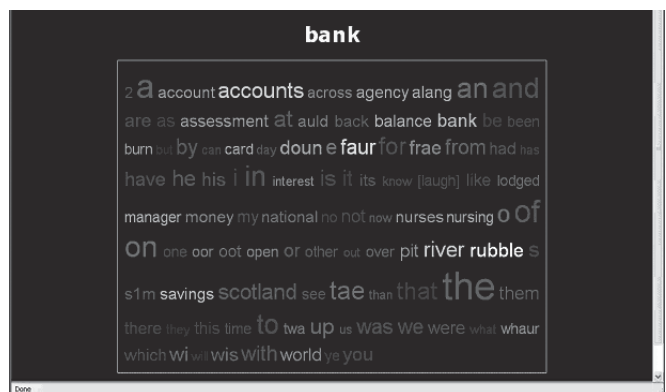 bank
2 a account accounts across agency alang an and
are as assessment at auld back balance bank be been
burn but by can card day doun e faur for frae from had has
have he his i in interest is it its know [laugh] like lodged
manager money my national no not now nurses nursing o of
on one oor oot open or other out over pit river rubble s
s1m savings scotland see tae than that the them
there they this time to twa up us was we were what whaur
which wi will wis with world ye you
Done